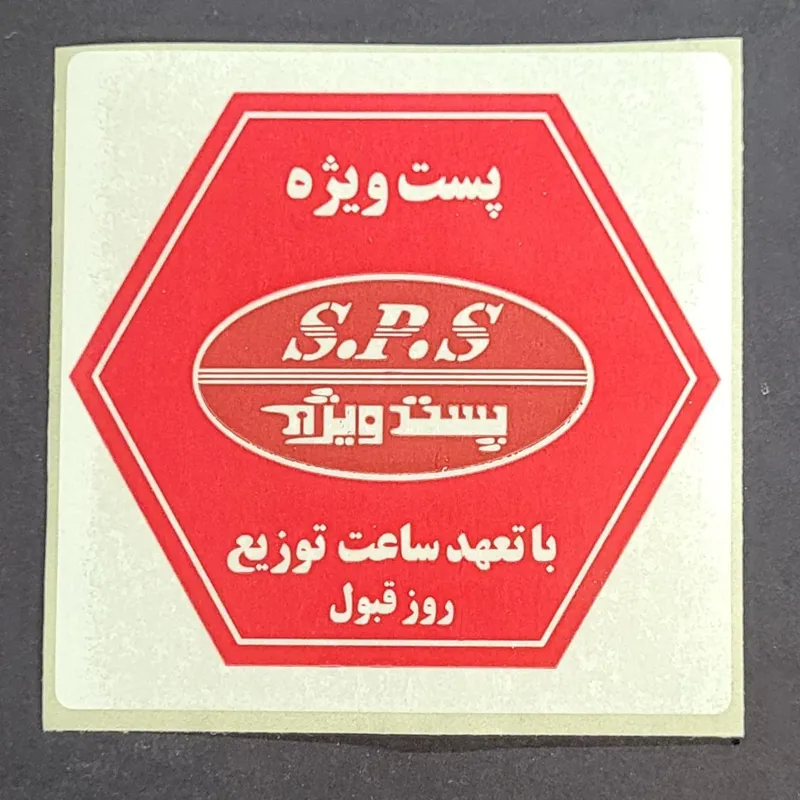 پست ویژه
S.P.S
پست ویژه
با تعهد ساعت توزیع
روز قبول